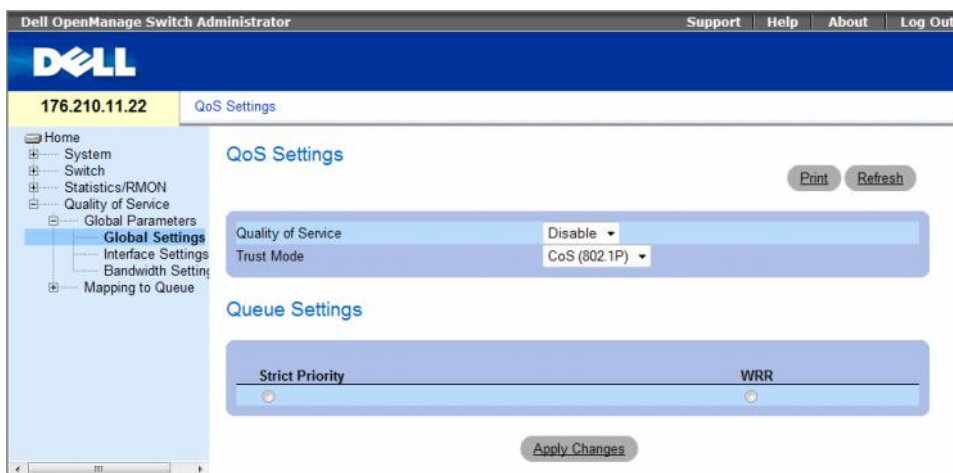 Dell OpenManage Switch Administrator Support Help About Log Out
DELL
176.210.11.22 QoS Settings
Home
System
Switch
Statistics/RMON
Quality of Service
Global Parameters
Global Settings
Interface Settings
Bandwidth Setting
Mapping to Queue
QoS Settings
Print Refresh
Quality of Service Disable
Trust Mode CoS (802.1P)
Queue Settings
Strict Priority WRR
Apply Changes